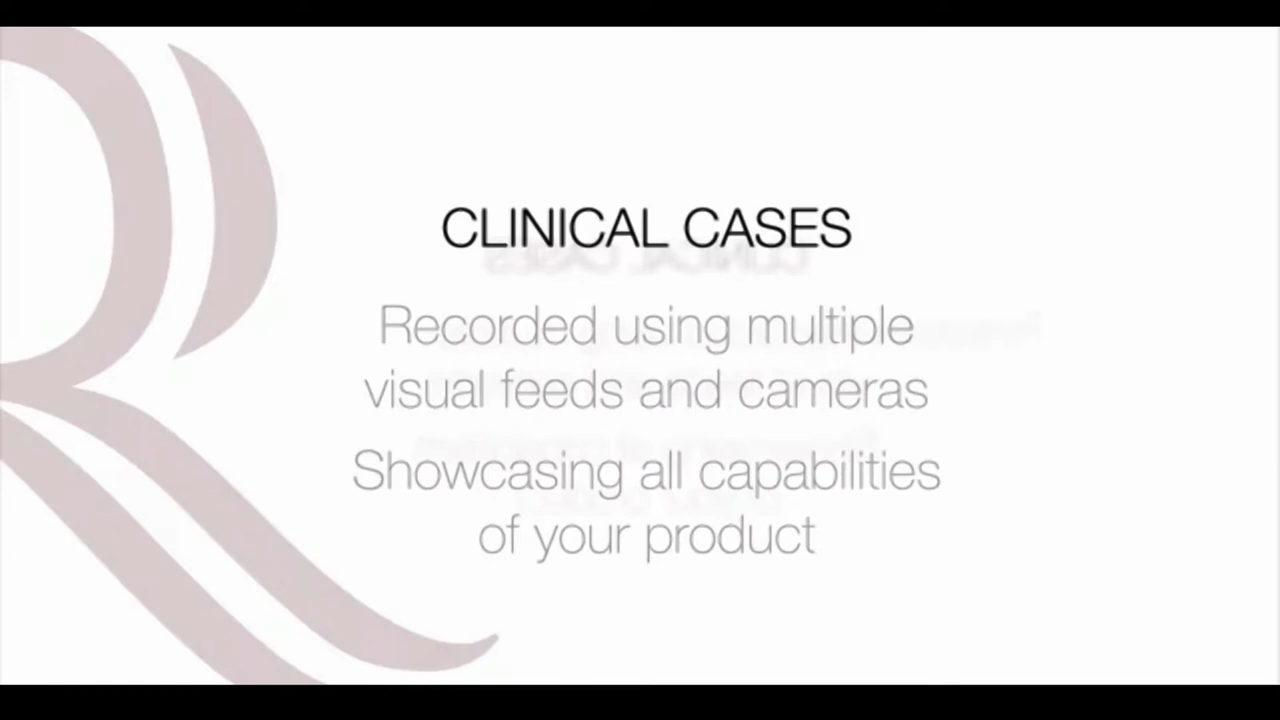 CLINICAL CASES
Recorded using multiple
visual feeds and cameras
Showcasing all capabilities
of your product